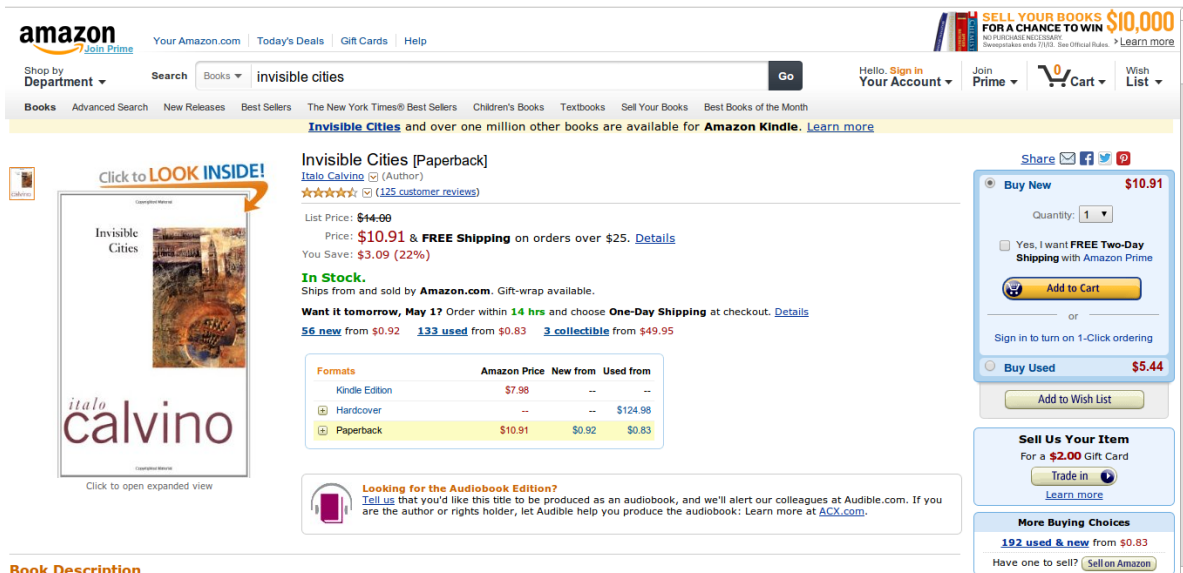 amazon
Join Prime
Your Amazon.com | Today's Deals | Gift Cards | Help
SELL YOUR BOOKS
FOR A CHANCE TO WIN $10,000
NO PURCHASE NECESSARY.
Sweepstakes ends 7/1/13. See Official Rules. > Learn more
Shop by
Department
Search Books invisible cities Go
Hello. Sign in
Your Account
Join
Prime
0
Cart
Wish
List
Books Advanced Search New Releases Best Sellers The New York Times® Best Sellers Children's Books Textbooks Sell Your Books Best Books of the Month
Invisible Cities and over one million other books are available for Amazon Kindle. Learn more
Click to LOOK INSIDE!
Copyrighted Material
Invisible
Cities
italo
calvino
Copyrighted Material
Click to open expanded view
Invisible Cities [Paperback]
Italo Calvino (Author)
(125 customer reviews)
List Price: $14.00
Price: $10.91 & FREE Shipping on orders over $25. Details
You Save: $3.09 (22%)
In Stock.
Ships from and sold by Amazon.com. Gift-wrap available.
Want it tomorrow, May 1? Order within 14 hrs and choose One-Day Shipping at checkout. Details
56 new from $0.92 133 used from $0.83 3 collectible from $49.95
Formats Amazon Price New from Used from
Kindle Edition $7.98 -- --
Hardcover -- -- $124.98
Paperback $10.91 $0.92 $0.83
Looking for the Audiobook Edition?
Tell us that you'd like this title to be produced as an audiobook, and we'll alert our colleagues at Audible.com. If you
are the author or rights holder, let Audible help you produce the audiobook: Learn more at ACX.com.
Share
Buy New $10.91
Quantity: 1
Yes, I want FREE Two-Day
Shipping with Amazon Prime
Add to Cart
or
Sign in to turn on 1-Click ordering
Buy Used $5.44
Add to Wish List
Sell Us Your Item
For a $2.00 Gift Card
Trade in
Learn more
More Buying Choices
192 used & new from $0.83
Have one to sell? Sell on Amazon
Book Description